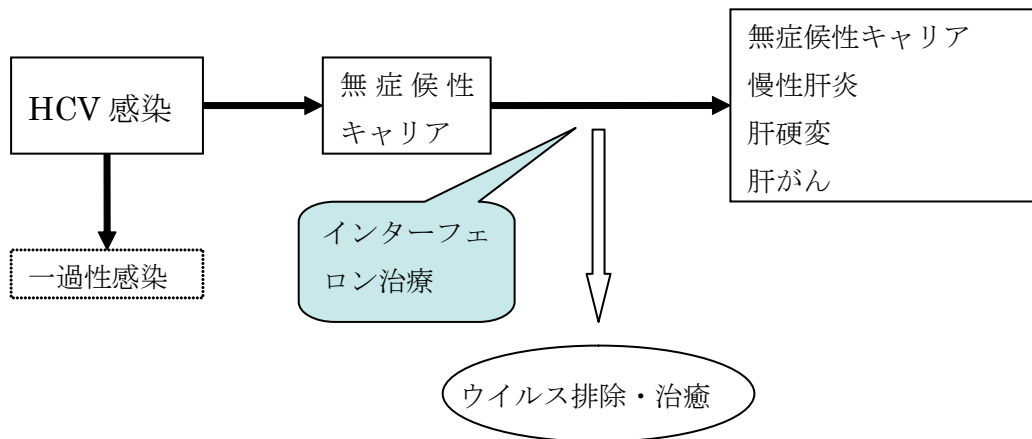 HCV 感染
無症候性
キャリア
無症候性キャリア
慢性肝炎
肝硬変
肝がん
一過性感染
インターフェ
ロン治療
ウイルス排除・治癒